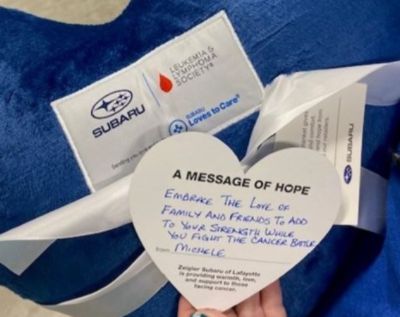 SUBARU
LEUKEMIA &
LYMPHOMA
SOCIETY®
SUBARU
Loves to Care®
Sending you
A MESSAGE OF HOPE
EMBRACE THE LOVE OF
FAMILY AND FRIENDS TO ADD
TO YOUR STRENGTH WHILE
YOU FIGHT THE CANCER BATTLE
From: MICHELE
Zeigler Subaru of Lafayette
is providing warmth, love
and support to those
facing cancer.